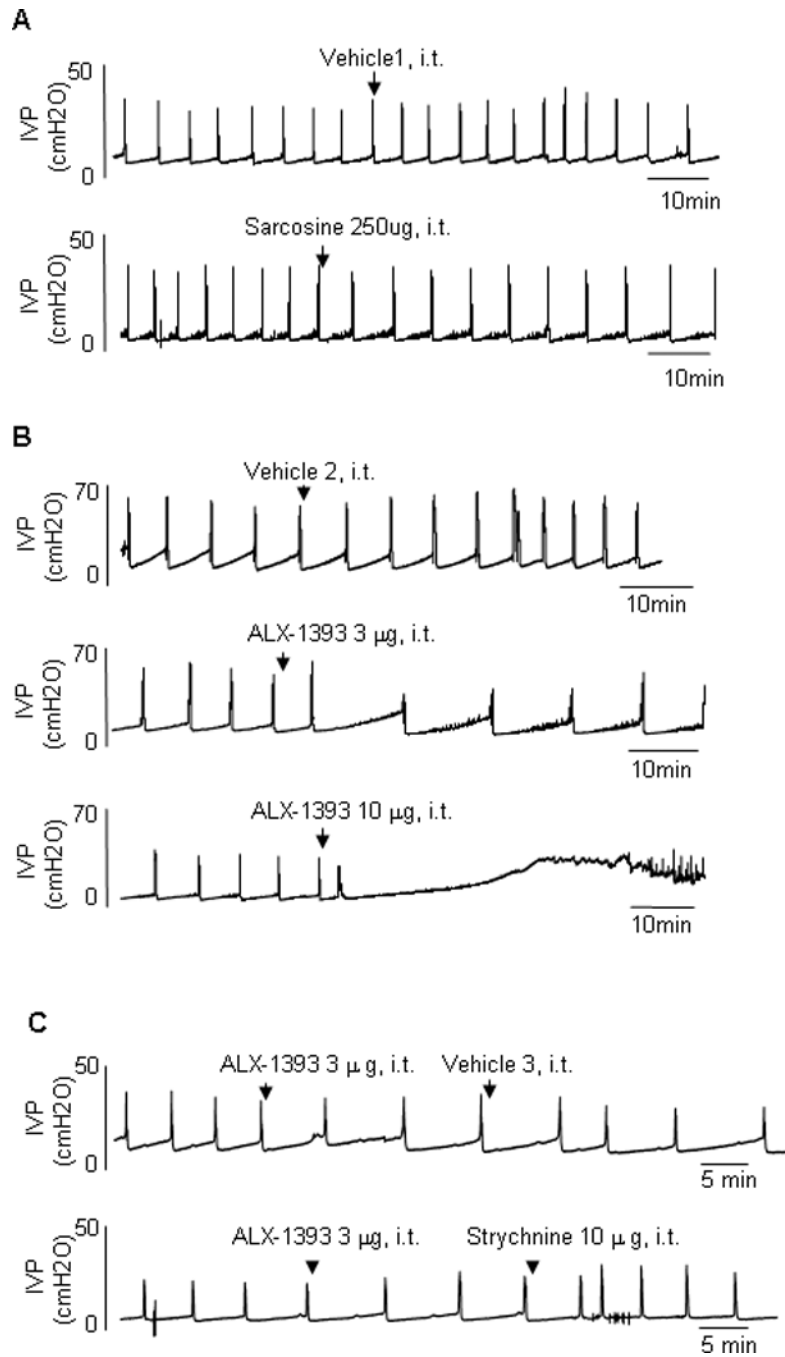 A
Vehicle1, i.t.
50
IVP
(cmH2O)
0
10min
Sarcosine 250ug, i.t.
50
IVP
(cmH2O)
0
10min
B
Vehicle 2, i.t.
70
IVP
(cmH2O)
0
10min
ALX-1393 3 μg, i.t.
70
IVP
(cmH2O)
0
10min
ALX-1393 10 μg, i.t.
70
IVP
(cmH2O)
0
10min
C
ALX-1393 3 μ g, i.t. Vehicle 3, i.t.
50
IVP
(cmH2O)
0
5 min
ALX-1393 3 μg, i.t. Strychnine 10 μ g, i.t.
50
IVP
(cmH2O)
0
5 min